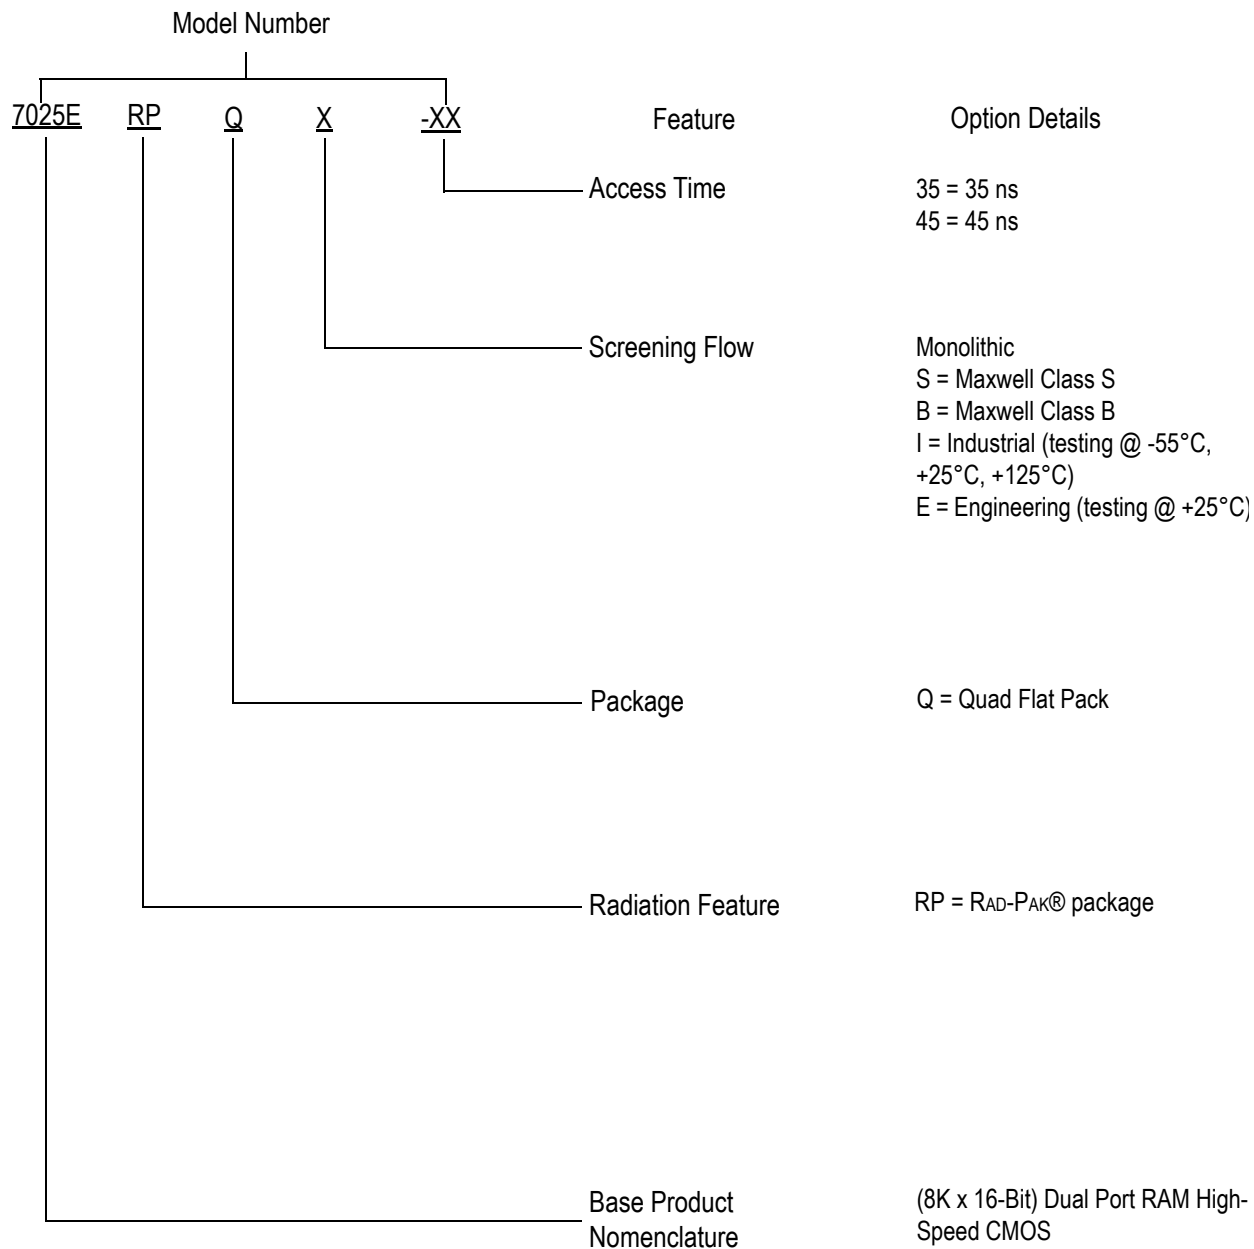 Model Number
7025E RP Q X -XX Feature Option Details
Access Time 35 = 35 ns
45 = 45 ns
Screening Flow Monolithic
S = Maxwell Class S
B = Maxwell Class B
I = Industrial (testing @ -55°C,
+25°C, +125°C)
E = Engineering (testing @ +25°C)
Package Q = Quad Flat Pack
Radiation Feature RP = RAD-PAK® package
Base Product (8K x 16-Bit) Dual Port RAM High-
Nomenclature Speed CMOS